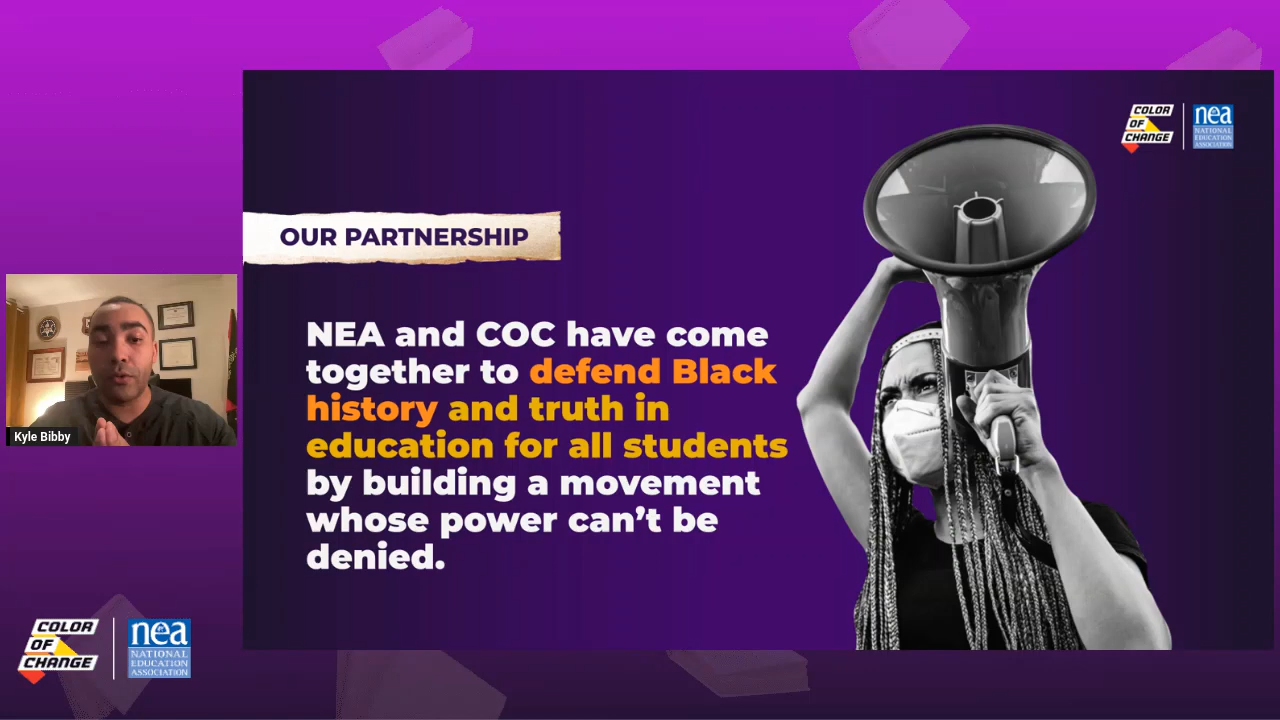 COLOR
OF
CHANGE
nea
NATIONAL
EDUCATION
ASSOCIATION
OUR PARTNERSHIP
NEA and COC have come
together to defend Black
history and truth in
education for all students
by building a movement
whose power can’t be
denied.
Kyle Bibby
COLOR
OF
CHANGE
nea
NATIONAL
EDUCATION
ASSOCIATION